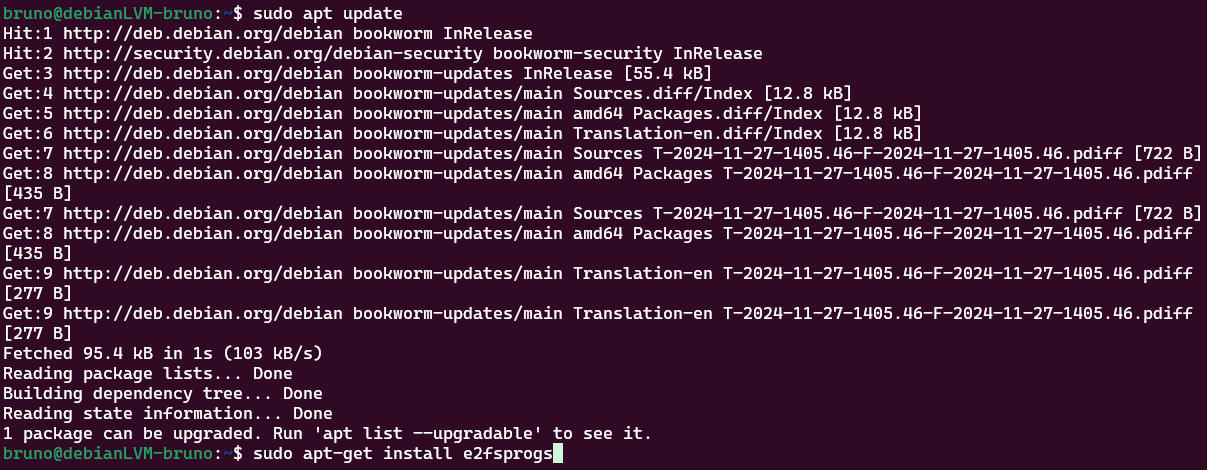 bruno@debianLVM-bruno:~$ sudo apt update
Hit:1 http://deb.debian.org/debian bookworm InRelease
Hit:2 http://security.debian.org/debian-security bookworm-security InRelease
Get:3 http://deb.debian.org/debian bookworm-updates InRelease [55.4 kB]
Get:4 http://deb.debian.org/debian bookworm-updates/main Sources.diff/Index [12.8 kB]
Get:5 http://deb.debian.org/debian bookworm-updates/main amd64 Packages.diff/Index [12.8 kB]
Get:6 http://deb.debian.org/debian bookworm-updates/main Translation-en.diff/Index [12.8 kB]
Get:7 http://deb.debian.org/debian bookworm-updates/main Sources T-2024-11-27-1405.46-F-2024-11-27-1405.46.pdiff [722 B]
Get:8 http://deb.debian.org/debian bookworm-updates/main amd64 Packages T-2024-11-27-1405.46-F-2024-11-27-1405.46.pdiff
[435 B]
Get:7 http://deb.debian.org/debian bookworm-updates/main Sources T-2024-11-27-1405.46-F-2024-11-27-1405.46.pdiff [722 B]
Get:8 http://deb.debian.org/debian bookworm-updates/main amd64 Packages T-2024-11-27-1405.46-F-2024-11-27-1405.46.pdiff
[435 B]
Get:9 http://deb.debian.org/debian bookworm-updates/main Translation-en T-2024-11-27-1405.46-F-2024-11-27-1405.46.pdiff
[277 B]
Get:9 http://deb.debian.org/debian bookworm-updates/main Translation-en T-2024-11-27-1405.46-F-2024-11-27-1405.46.pdiff
[277 B]
Fetched 95.4 kB in 1s (103 kB/s)
Reading package lists... Done
Building dependency tree... Done
Reading state information... Done
1 package can be upgraded. Run 'apt list --upgradable' to see it.
bruno@debianLVM-bruno:~$ sudo apt-get install e2fsprogs